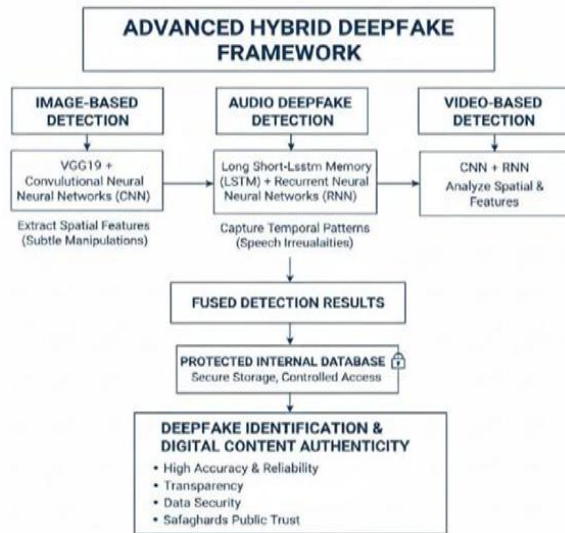 ADVANCED HYBRID DEEPFAKE
FRAMEWORK
IMAGE-BASED
DETECTION
AUDIO DEEPFAKE
DETECTION
VIDEO-BASED
DETECTION
VGG19 +
Convulutional Neural
Neural Networks (CNN)
Long Short-Lsstm Memory
(LSTM) + Recurrent Neural
Neural Networks (RNN)
CNN + RNN
Analyze Spatial &
Features
Extract Spatial Features
(Subtle Manipulations)
Capture Temporal Patterns
(Speech Irreualaities)
FUSED DETECTION RESULTS
PROTECTED INTERNAL DATABASE
Secure Storage, Controlled Access
DEEPFAKE IDENTIFICATION &
DIGITAL CONTENT AUTHENTICITY
• High Accuracy & Reliability
• Transparency
• Data Security
• Safaghards Public Trust